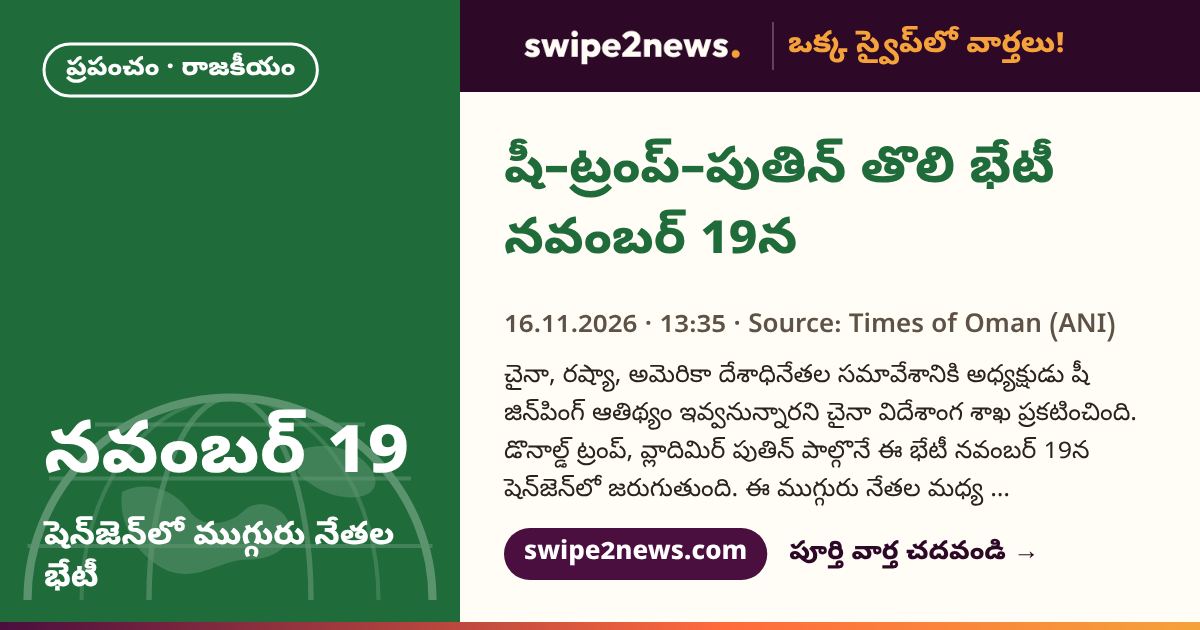 ప్రపంచం · రాజకీయం
నవంబర్ 19
షెన్‌జెన్‌లో ముగ్గురు నేతల
భేటీ
swipe2news.
ఒక్క స్వైప్‌లో వార్తలు!
షీ–ట్రంప్–పుతిన్ తొలి భేటీ
నవంబర్ 19న
16.11.2026 · 13:35 · Source: Times of Oman (ANI)
చైనా, రష్యా, అమెరికా దేశాధినేతల సమావేశానికి అధ్యక్షుడు షీ
జిన్‌పింగ్ ఆతిథ్యం ఇవ్వనున్నారని చైనా విదేశాంగ శాఖ ప్రకటించింది.
డొనాల్డ్ ట్రంప్, వ్లాదిమిర్ పుతిన్ పాల్గొనే ఈ భేటీ నవంబర్ 19న
షెన్‌జెన్‌లో జరుగుతుంది. ఈ ముగ్గురు నేతల మధ్య ...
swipe2news.com
పూర్తి వార్త చదవండి →